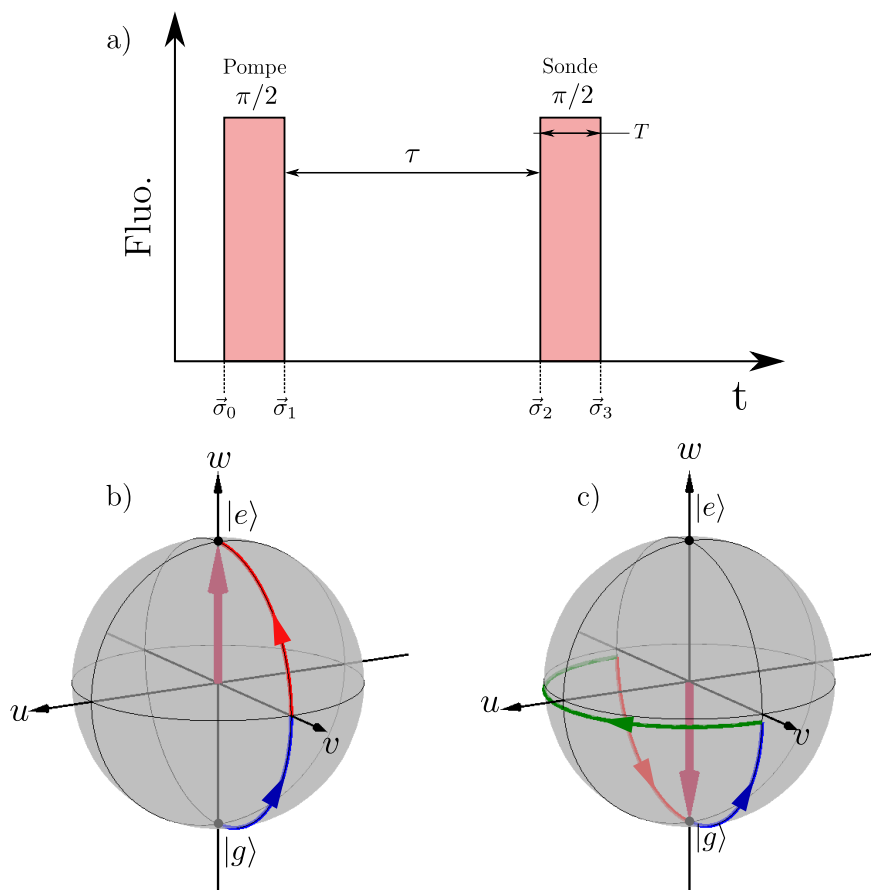 a)
Pompe
π/2
Sonde
π/2
T
τ
Fluo.
t
σ⃗₀
σ⃗₁
σ⃗₂
σ⃗₃
b)
w
|e⟩
u
v
|g⟩
c)
w
|e⟩
u
v
|g⟩